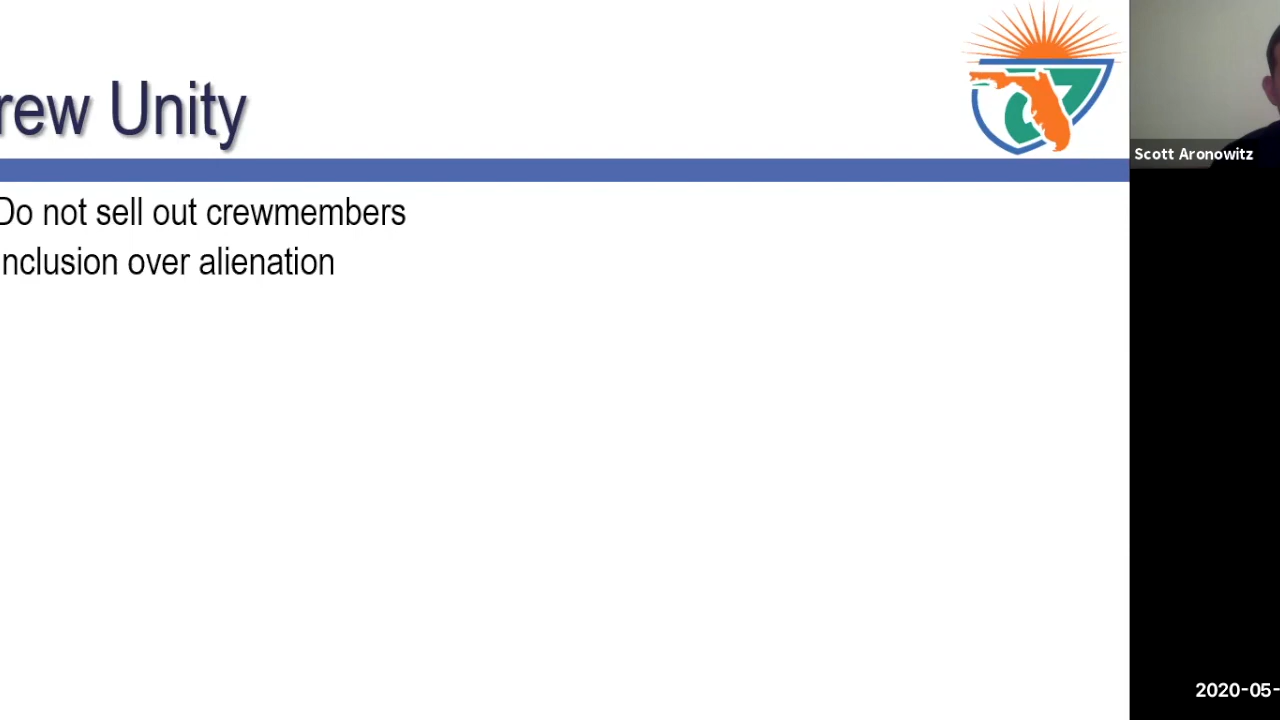 rew Unity
Do not sell out crewmembers
nclusion over alienation
Scott Aronowitz
2020-05-